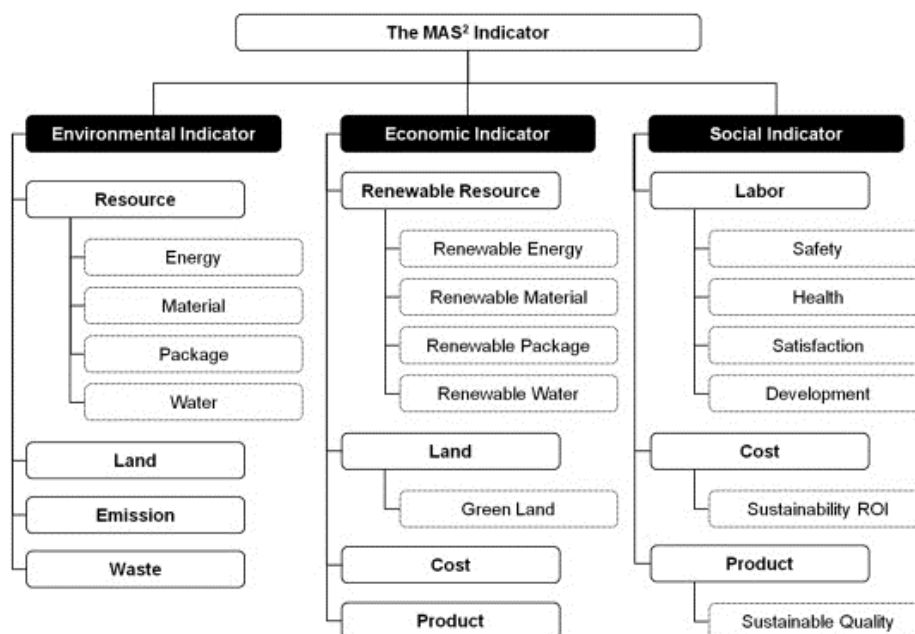 The MAS² Indicator
Environmental Indicator
Resource
Energy
Material
Package
Water
Land
Emission
Waste
Economic Indicator
Renewable Resource
Renewable Energy
Renewable Material
Renewable Package
Renewable Water
Land
Green Land
Cost
Product
Social Indicator
Labor
Safety
Health
Satisfaction
Development
Cost
Sustainability ROI
Product
Sustainable Quality